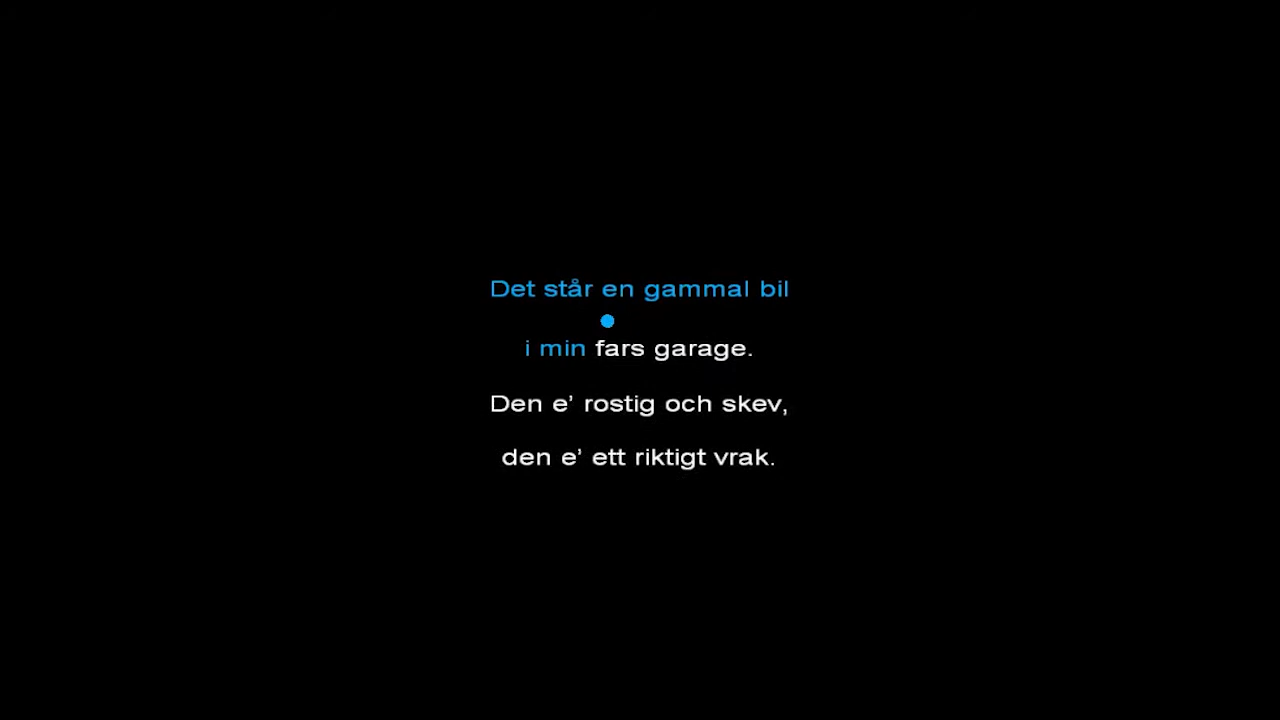 Det står en gammal bil
i min fars garage.
Den e’ rostig och skev,
den e’ ett riktigt vrak.